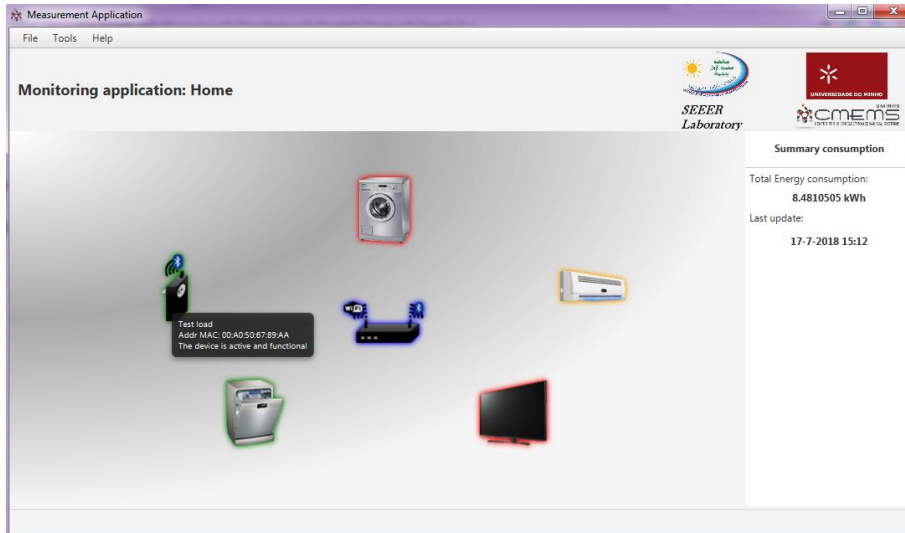 Measurement Application
File Tools Help
Monitoring application: Home
SEEER
Laboratory
UNIVERSIDADE DO MINHO
CMEMS
Summary consumption
Total Energy consumption:
8.4810505 kWh
Last update:
17-7-2018 15:12
Wi Fi
Test load
Addr MAC: 00:A0:50:67:89:AA
The device is active and functional